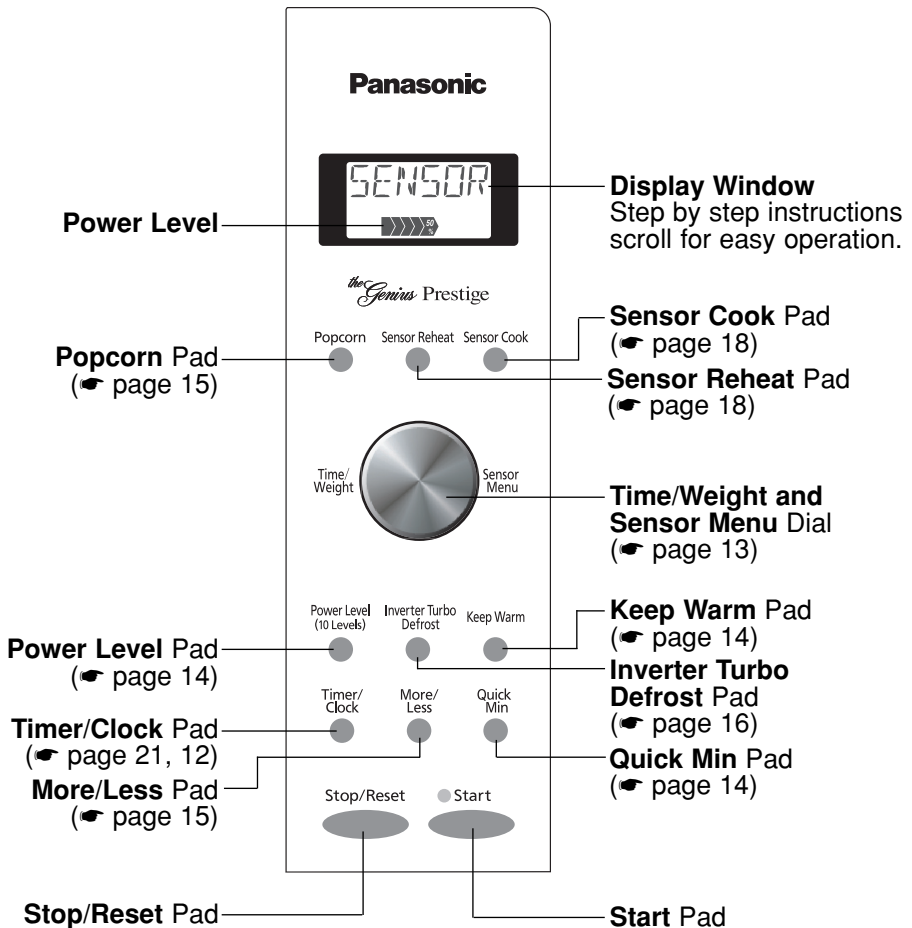 Panasonic
SENSOR
50
%
Display Window
Step by step instructions
scroll for easy operation.
Power Level
the Genius Prestige
Popcorn Sensor Reheat Sensor Cook
Sensor Cook Pad
(☛ page 18)
Popcorn Pad
(☛ page 15)
Sensor Reheat Pad
(☛ page 18)
Time/
Weight
Sensor
Menu
Time/Weight and
Sensor Menu Dial
(☛ page 13)
Power Level
(10 Levels)
Inverter Turbo
Defrost
Keep Warm
Keep Warm Pad
(☛ page 14)
Power Level Pad
(☛ page 14)
Inverter Turbo
Defrost Pad
(☛ page 16)
Timer/
Clock
More/
Less
Quick
Min
Timer/Clock Pad
(☛ page 21, 12)
Quick Min Pad
(☛ page 14)
More/Less Pad
(☛ page 15)
Stop/Reset
Start
Stop/Reset Pad
Start Pad